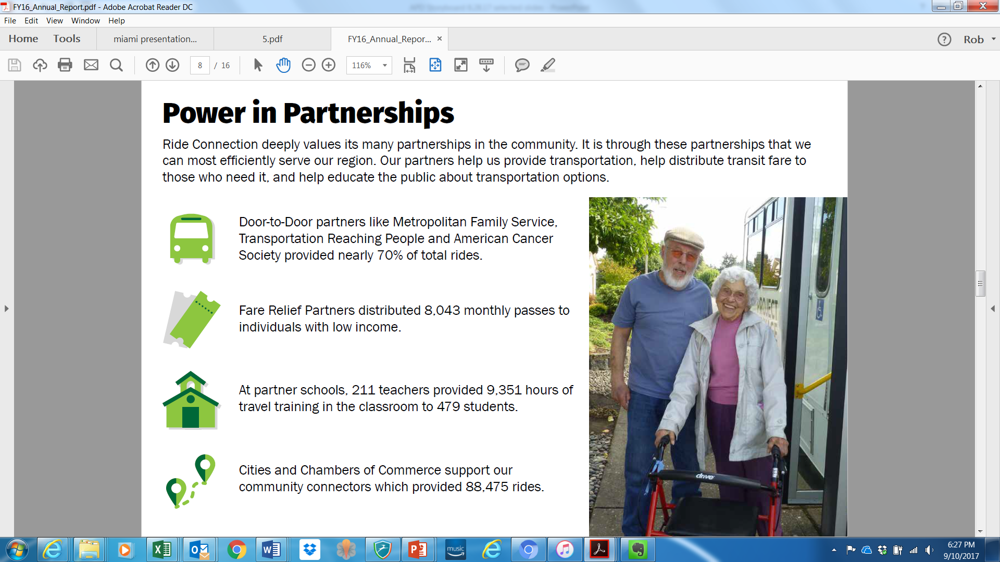 FY16_Annual_Report.pdf - Adobe Acrobat Reader DC
File Edit View Window Help
Home Tools miami presentation... 5.pdf FY16_Annual_Repor... Rob
8 / 16 116%
Power in Partnerships
Ride Connection deeply values its many partnerships in the community. It is through these partnerships that we
can most efficiently serve our region. Our partners help us provide transportation, help distribute transit fare to
those who need it, and help educate the public about transportation options.
Door-to-Door partners like Metropolitan Family Service,
Transportation Reaching People and American Cancer
Society provided nearly 70% of total rides.
Fare Relief Partners distributed 8,043 monthly passes to
individuals with low income.
At partner schools, 211 teachers provided 9,351 hours of
travel training in the classroom to 479 students.
Cities and Chambers of Commerce support our
community connectors which provided 88,475 rides.
drive
music
6:27 PM
9/10/2017